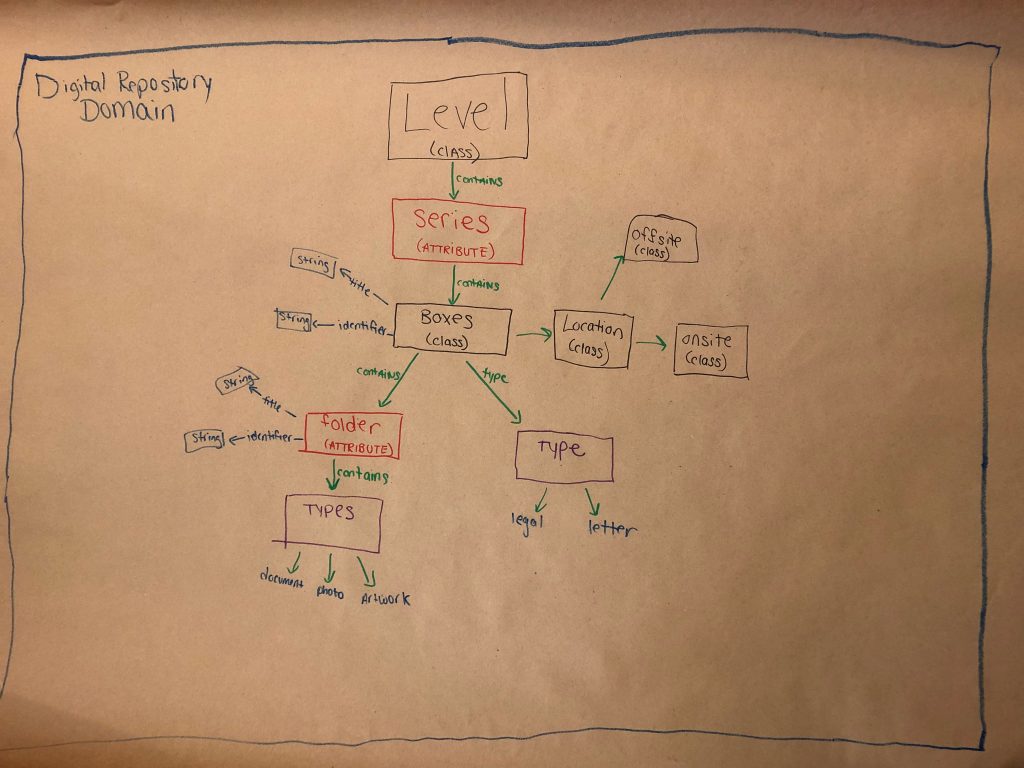 Digital Repository
Domain
Level
(CLASS)
CONTAINS
Series
(ATTRIBUTE)
CONTAINS
offsite
(class)
String
title
String
identifier
Boxes
(class)
Location
(class)
onsite
(class)
CONTAINS
type
String
title
String
identifier
folder
(ATTRIBUTE)
Type
contains
Types
legal
letter
document
photo
Artwork